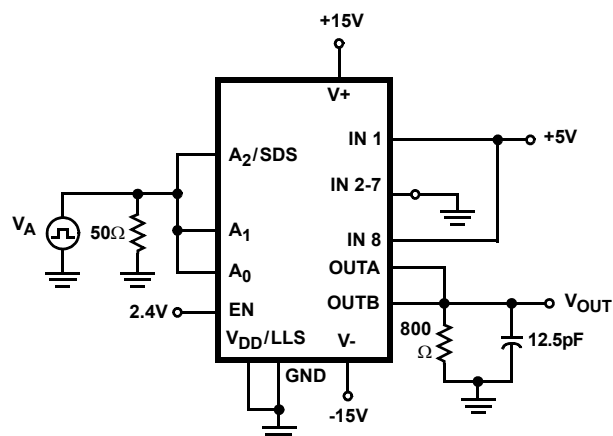 +15V
V+
A2/SDS
IN 1
+5V
IN 2-7
VA
50Ω
A1
IN 8
A0
OUTA
2.4V
EN
OUTB
VOUT
VDD/LLS
V-
800
Ω
12.5pF
GND
-15V